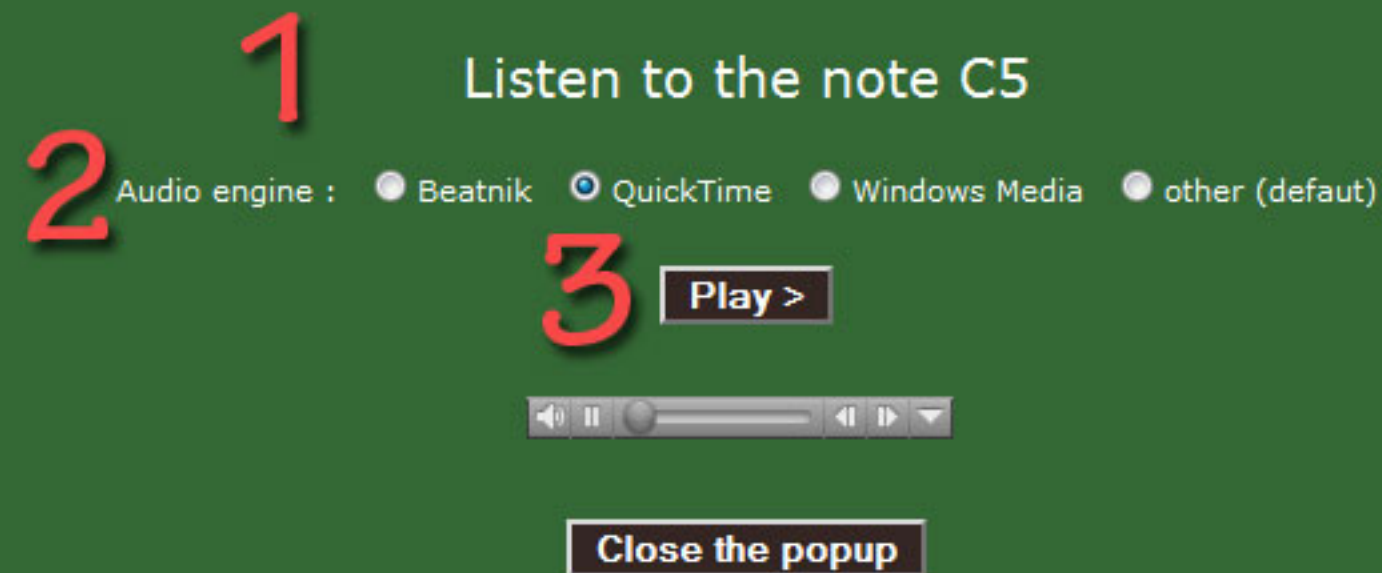 1 Listen to the note C5
2 Audio engine : Beatnik QuickTime Windows Media other (defaut)
3 Play >
Close the popup